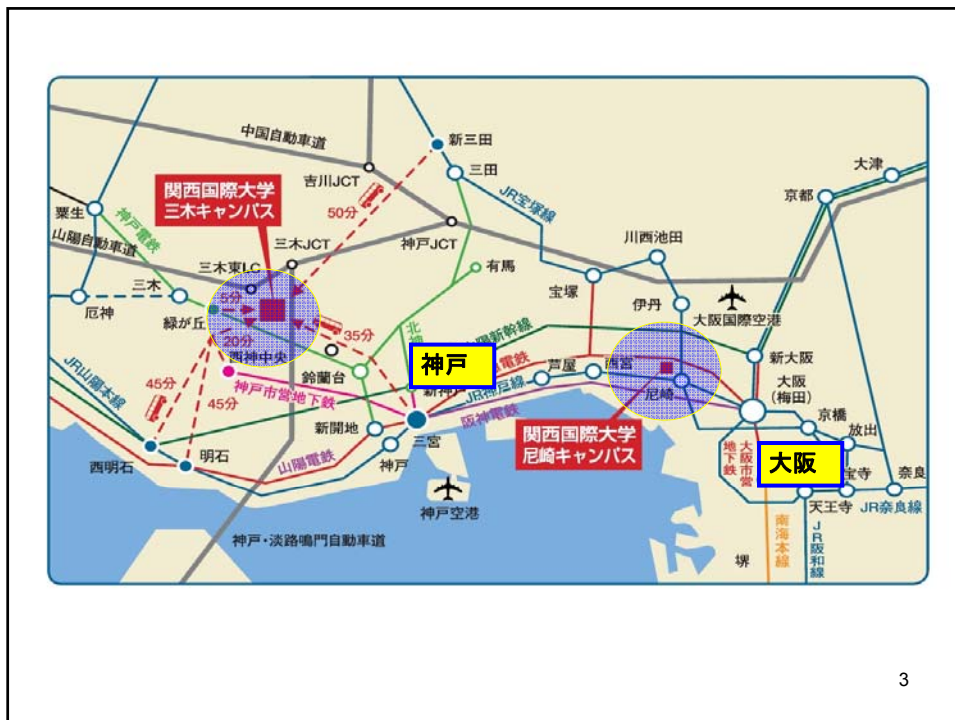 中国自動車道
新三田
三田
JR宝塚線
大津
京都
吉川JCT
50分
関西国際大学
三木キャンパス
粟生
神戸電鉄
山陽自動車道
三木JCT
神戸JCT
川西池田
有馬
三木東I.C
宝塚
伊丹
大阪国際空港
三木
厄神
緑が丘
5分
20分
35分
西神中央
北神
陽新幹線
神戸
神電鉄
芦屋
西宮
尼崎
新大阪
大阪
(梅田)
JR山陽本線
45分
45分
神戸市営地下鉄
鈴蘭台
新神
JR神戸線
阪神電鉄
京橋
放出
新開地
三宮
関西国際大学
尼崎キャンパス
大阪市営
地下鉄
大阪
宝寺
奈良
西明石
明石
山陽電鉄
神戸
天王寺
JR奈良線
神戸空港
神戸・淡路鳴門自動車道
南海本線
JR阪和線
堺
3